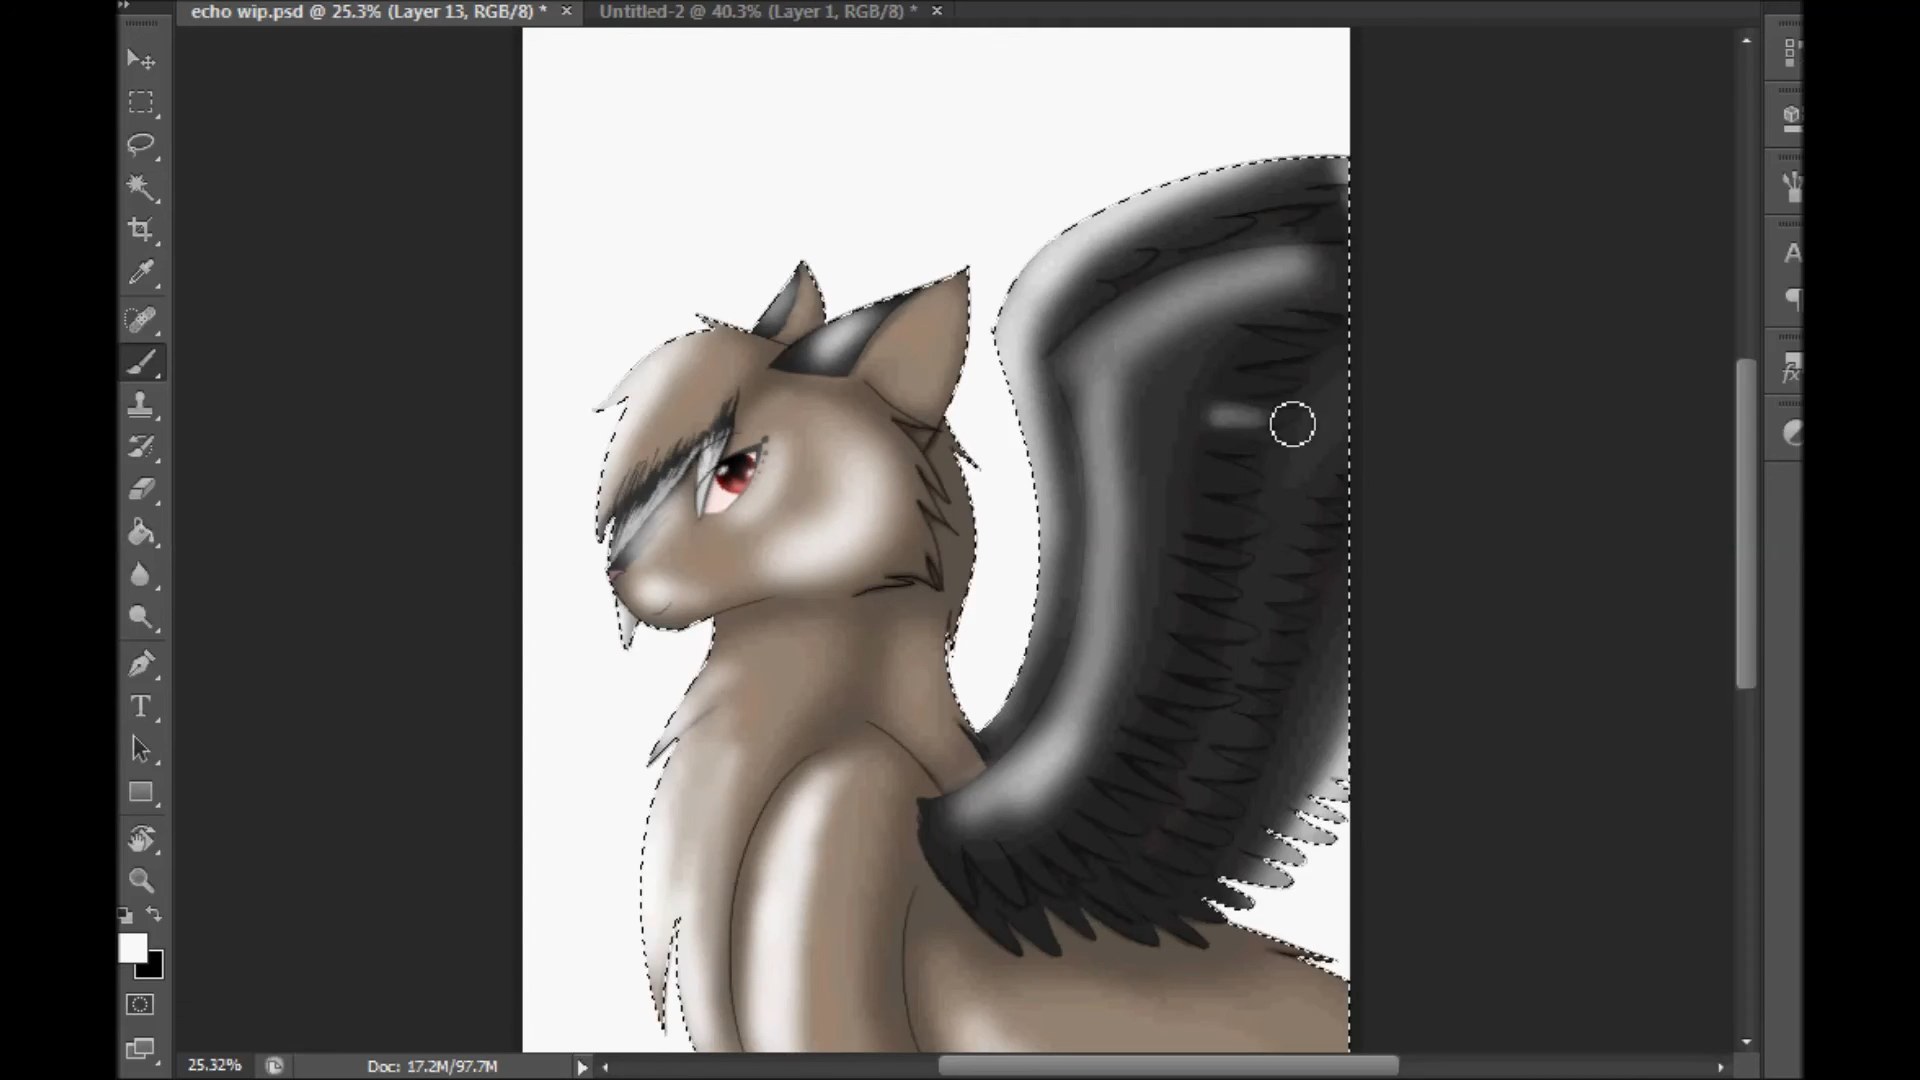 echo wip.psd @ 25.3% (Layer 13, RGB/8) * ×
Untitled-2 @ 40.3% (Layer 1, RGB/8) * ×
T
A
fx
25.32%
Doc: 17.2M/97.7M